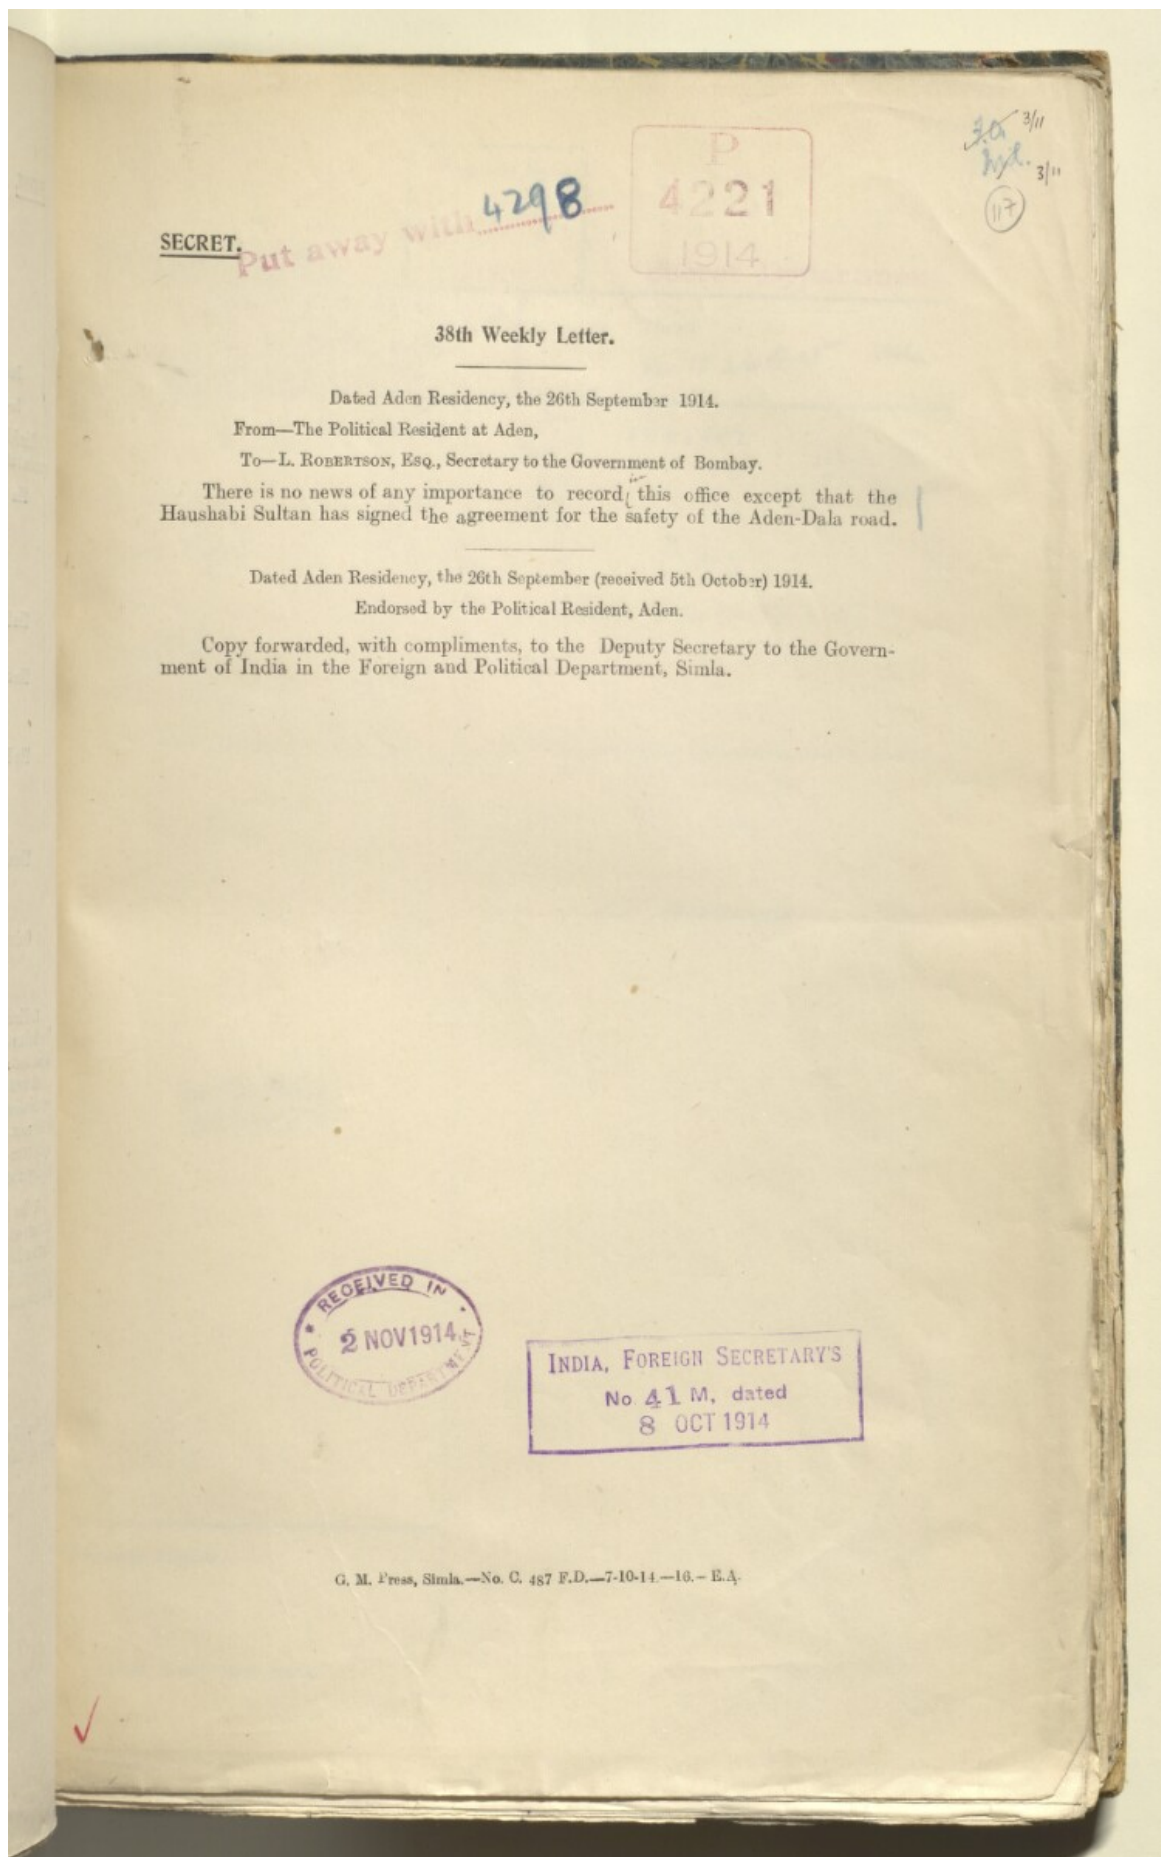 3/11
3/11
117
P
4221
1914
Put away with 4298
SECRET.
38th Weekly Letter.
Dated Aden Residency, the 26th September 1914.
From—The Political Resident at Aden,
To—L. ROBERTSON, ESQ., Secretary to the Government of Bombay.
in
There is no news of any importance to record this office except that the
Haushabi Sultan has signed the agreement for the safety of the Aden-Dala road.
Dated Aden Residency, the 26th September (received 5th October) 1914.
Endorsed by the Political Resident, Aden.
Copy forwarded, with compliments, to the Deputy Secretary to the Govern-
ment of India in the Foreign and Political Department, Simla.
RECEIVED IN
2 NOV 1914
POLITICAL DEPARTMENT
INDIA, FOREIGN SECRETARY'S
No 41 M, dated
8 OCT 1914
G. M. Press, Simla.—No. C. 487 F.D.—7-10-14—16.—E.A.